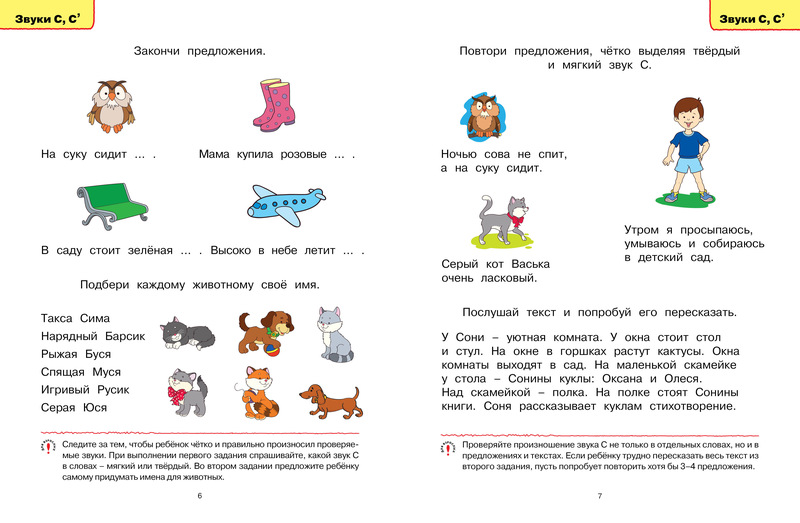 Звуки С, С’
Закончи предложения.
На суку сидит ... .
Мама купила розовые ... .
В саду стоит зелёная ... .
Высоко в небе летит ... .
Подбери каждому животному своё имя.
Такса Сима
Нарядный Барсик
Рыжая Буся
Спящая Муся
Игривый Русик
Серая Юся
Следите за тем, чтобы ребёнок чётко и правильно произносил проверяе-
мые звуки. При выполнении первого задания спрашивайте, какой звук С
в словах – мягкий или твёрдый. Во втором задании предложите ребёнку
самому придумать имена для животных.
6
Звуки С, С’
Повтори предложения, чётко выделяя твёрдый
и мягкий звук С.
Ночью сова не спит,
а на суку сидит.
Утром я просыпаюсь,
умываюсь и собираюсь
в детский сад.
Серый кот Васька
очень ласковый.
Послушай текст и попробуй его пересказать.
У Сони – уютная комната. У окна стоит стол
и стул. На окне в горшках растут кактусы. Окна
комнаты выходят в сад. На маленькой скамейке
у стола – Сонины куклы: Оксана и Олеся.
Над скамейкой – полка. На полке стоят Сонины
книги. Соня рассказывает куклам стихотворение.
Проверяйте произношение звука С не только в отдельных словах, но и в
предложениях и текстах. Если ребёнку трудно пересказать весь текст из
второго задания, пусть попробует повторить хотя бы 3–4 предложения.
7